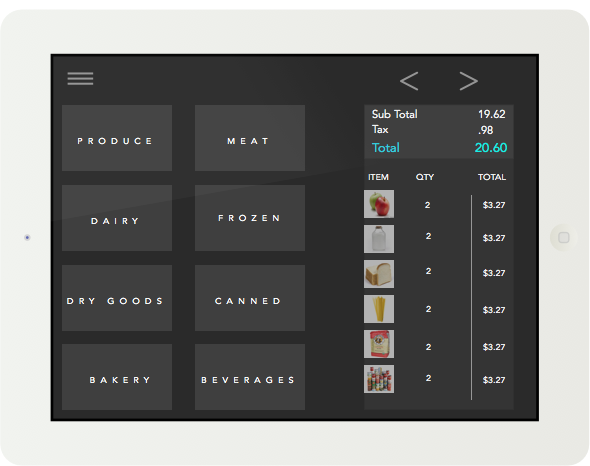 PRODUCE
MEAT
DAIRY
FROZEN
DRY GOODS
CANNED
BAKERY
BEVERAGES
Sub Total 19.62
Tax .98
Total 20.60
ITEM QTY TOTAL
2 $3.27
2 $3.27
2 $3.27
2 $3.27
2 $3.27
2 $3.27